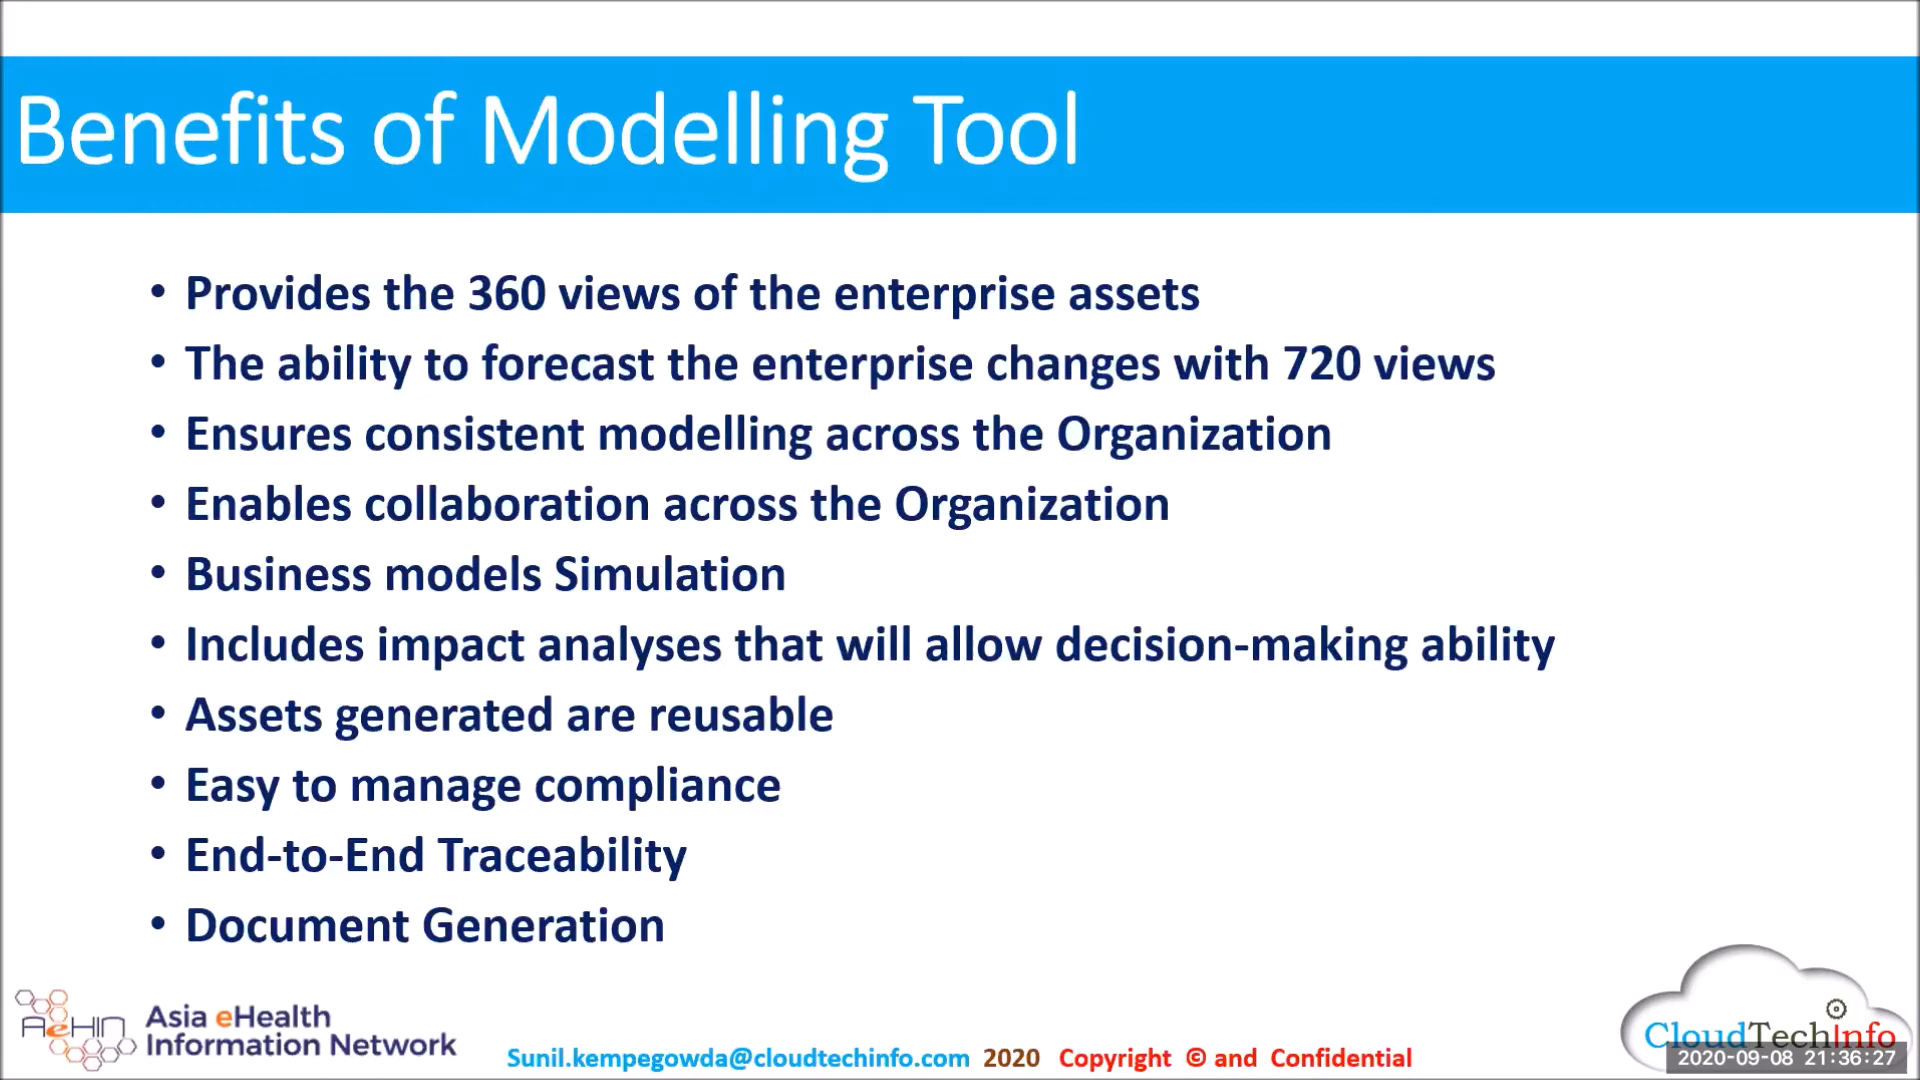 Benefits of Modelling Tool
• Provides the 360 views of the enterprise assets
• The ability to forecast the enterprise changes with 720 views
• Ensures consistent modelling across the Organization
• Enables collaboration across the Organization
• Business models Simulation
• Includes impact analyses that will allow decision-making ability
• Assets generated are reusable
• Easy to manage compliance
• End-to-End Traceability
• Document Generation
AeHIN Asia eHealth
Information Network
Sunil.kempegowda@cloudtechinfo.com 2020 Copyright © and Confidential
CloudTechInfo
2020-09-08 21:36:27